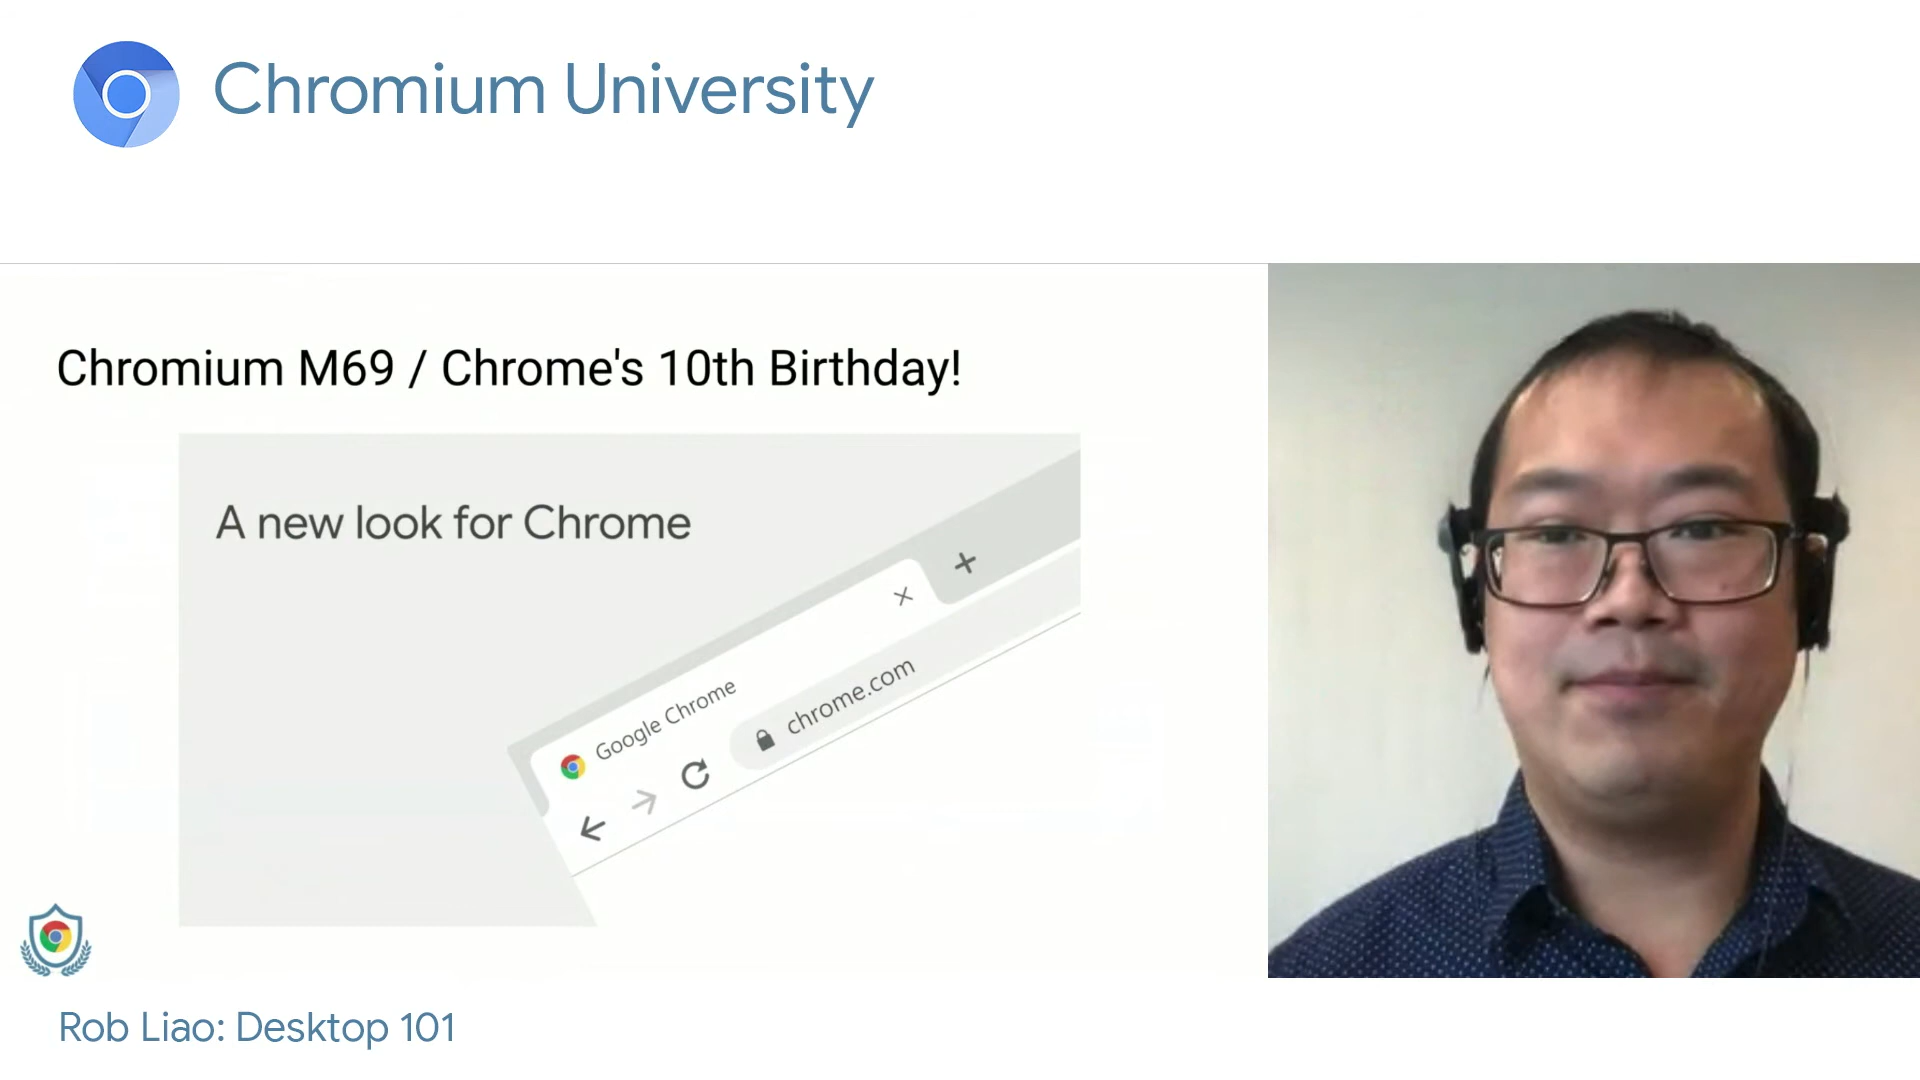 Chromium University
Chromium M69 / Chrome's 10th Birthday!
A new look for Chrome
Google Chrome
chrome.com
Rob Liao: Desktop 101